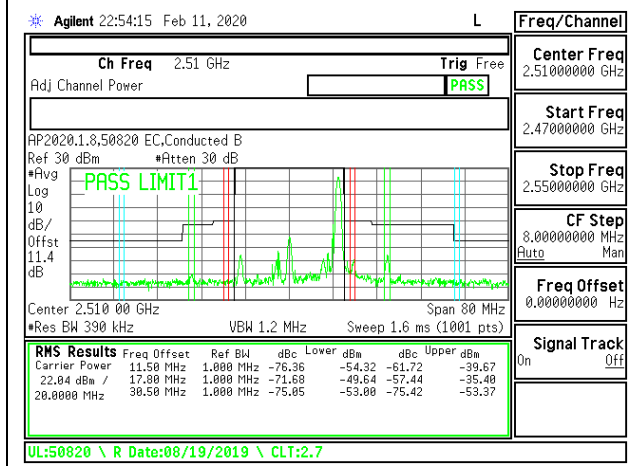 Agilent 22:54:15 Feb 11, 2020 L
Ch Freq 2.51 GHz Trig Free
Adj Channel Power PASS
AP2020.1.8,50820 EC,Conducted B
Ref 30 dBm #Atten 30 dB
#Avg
Log
10
dB/
Offst
11.4
dB
PASS LIMIT1
Center 2.510 00 GHz Span 80 MHz
#Res BW 390 kHz VBW 1.2 MHz Sweep 1.6 ms (1001 pts)
RMS Results Freq Offset Ref BW dBc Lower dBm dBc Upper dBm
Carrier Power 11.50 MHz 1.000 MHz -76.36 -54.32 -61.72 -39.67
22.04 dBm / 17.80 MHz 1.000 MHz -71.68 -49.64 -57.44 -35.40
20.0000 MHz 30.50 MHz 1.000 MHz -75.05 -53.00 -75.42 -53.37
UL:50820 \ R Date:08/19/2019 \ CLT:2.7
Freq/Channel
Center Freq
2.51000000 GHz
Start Freq
2.47000000 GHz
Stop Freq
2.55000000 GHz
CF Step
8.00000000 MHz
Auto Man
Freq Offset
0.00000000 Hz
Signal Track
On Off